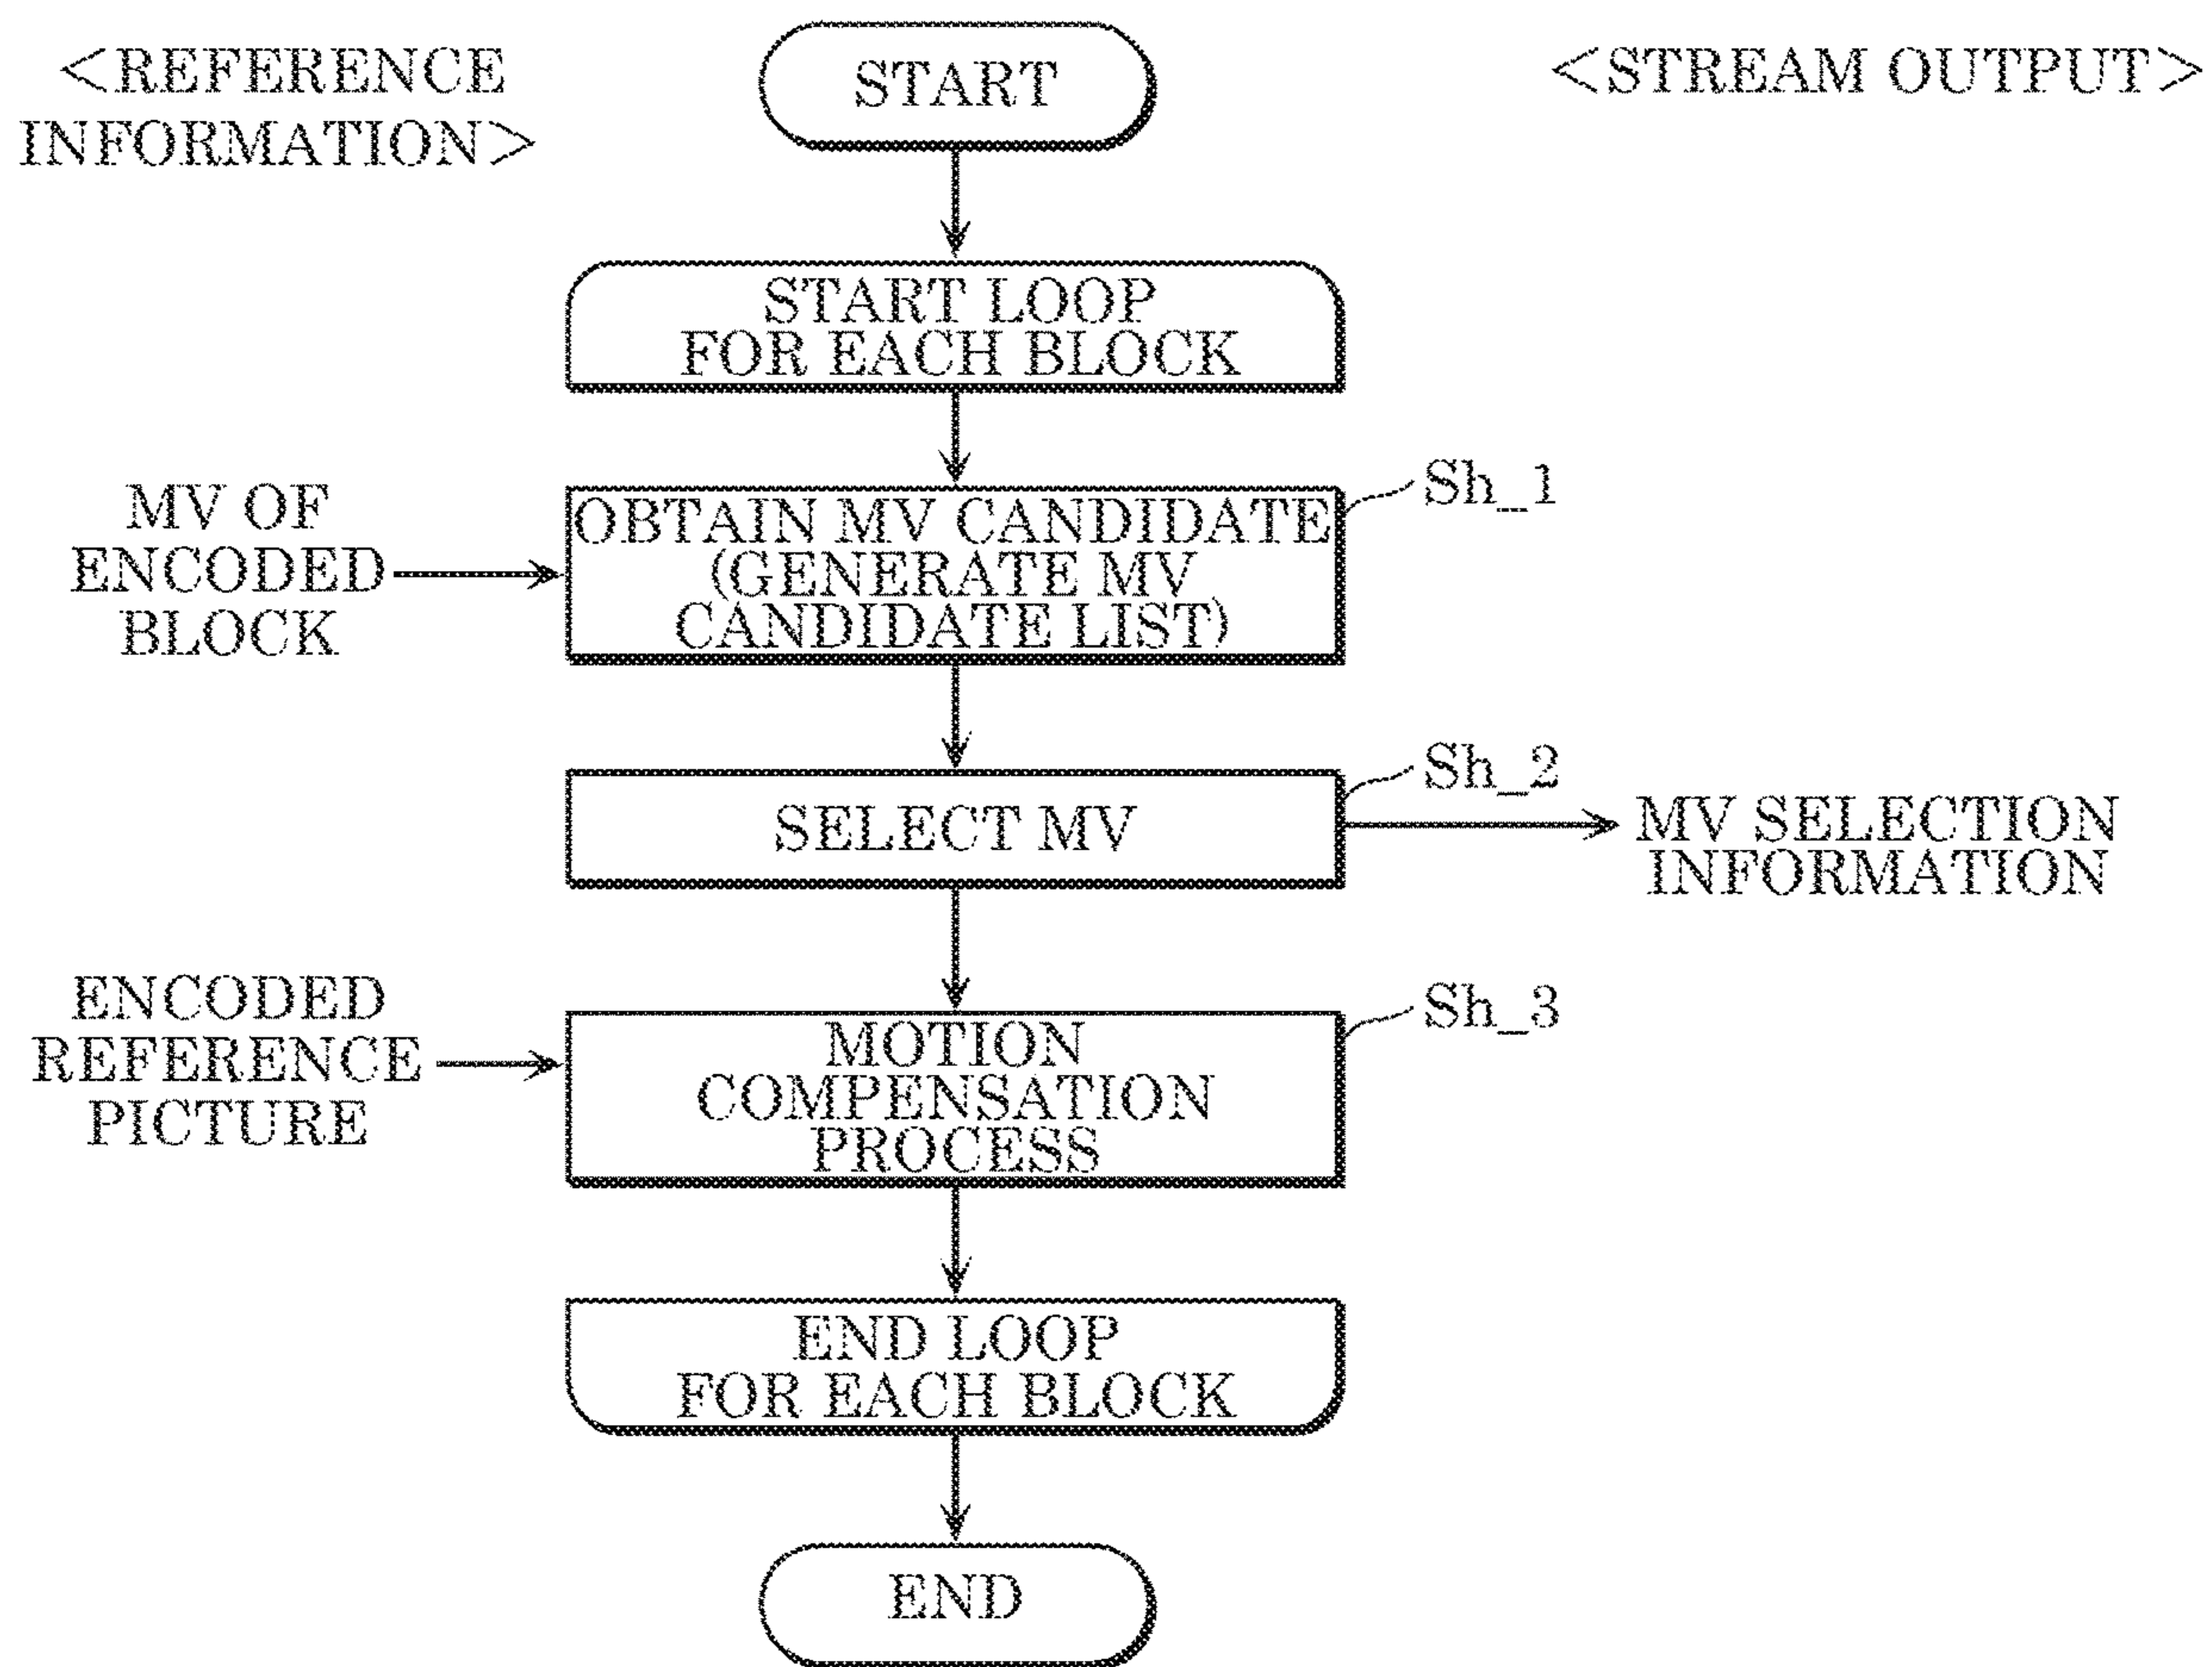 <REFERENCE
INFORMATION>
START
<STREAM OUTPUT>
START LOOP
FOR EACH BLOCK
MV OF
ENCODED
BLOCK
OBTAIN MV CANDIDATE
(GENERATE MV
CANDIDATE LIST)
Sh_1
SELECT MV
Sh_2
MV SELECTION
INFORMATION
ENCODED
REFERENCE
PICTURE
MOTION
COMPENSATION
PROCESS
Sh_3
END LOOP
FOR EACH BLOCK
END